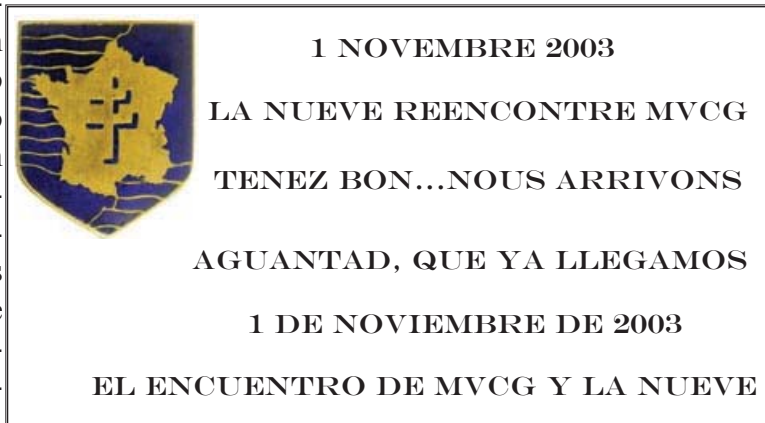 1 NOVEMBRE 2003
LA NUEVE REENCONTRE MVCG
TENEZ BON...NOUS ARRIVONS
AGUANTAD, QUE YA LLEGAMOS
1 DE NOVIEMBRE DE 2003
EL ENCUENTRO DE MVCG Y LA NUEVE